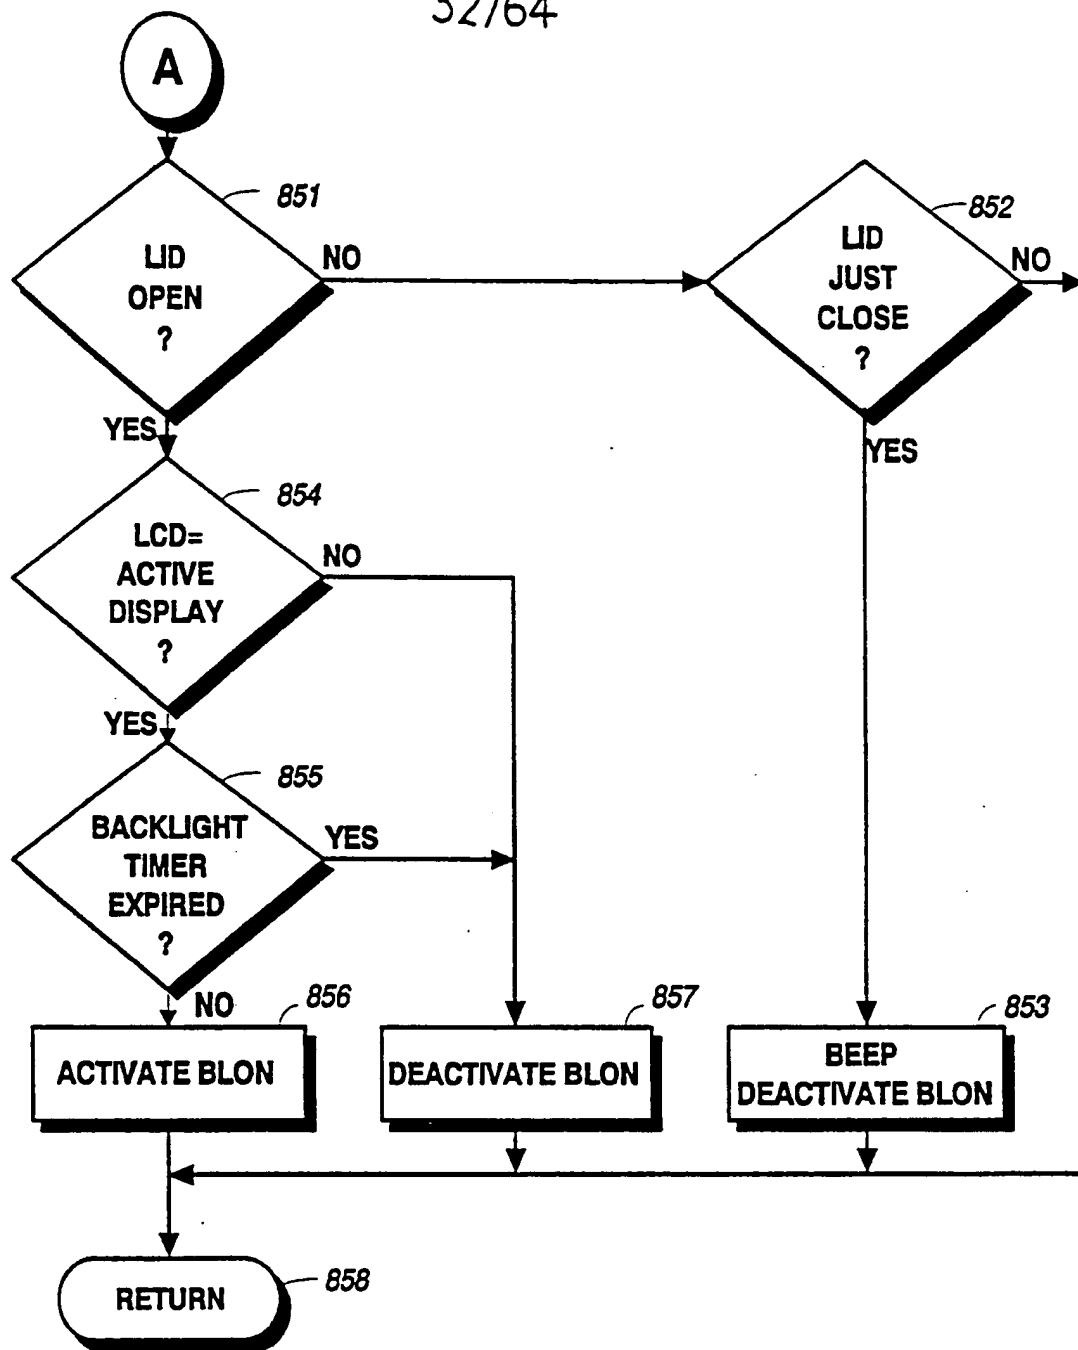 32/64
A
851
LID
OPEN
?
NO
YES
852
LID
JUST
CLOSE
?
NO
YES
854
LCD=
ACTIVE
DISPLAY
?
NO
YES
855
BACKLIGHT
TIMER
EXPIRED
?
YES
NO
856
ACTIVATE BLON
857
DEACTIVATE BLON
853
BEEP
DEACTIVATE BLON
RETURN
858